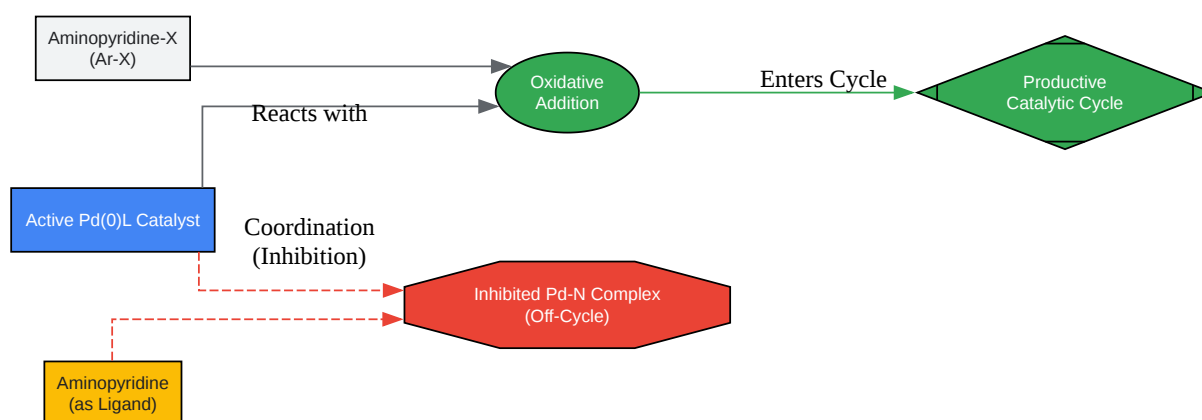 Aminopyridine-X
(Ar-X)
Oxidative
Addition
Enters Cycle
Productive
Catalytic Cycle
Reacts with
Active Pd(0)L Catalyst
Coordination
(Inhibition)
Inhibited Pd-N Complex
(Off-Cycle)
Aminopyridine
(as Ligand)